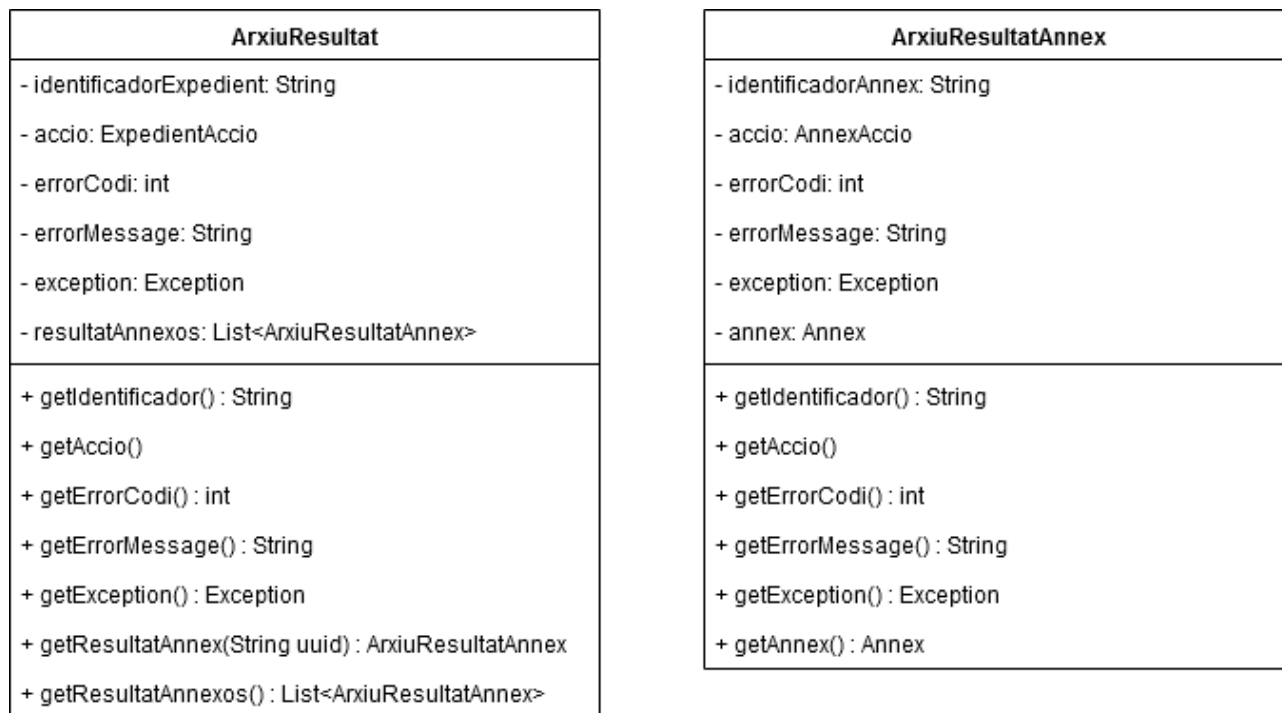 ArxiuResultat
- identificadorExpedient: String
- accio: ExpedientAccio
- errorCodi: int
- errorMessage: String
- exception: Exception
- resultatAnnexos: List<ArxiuResultatAnnex>
+ getIdentificador() : String
+ getAccio()
+ getErrorCodi() : int
+ getErrorMessage() : String
+ getException() : Exception
+ getResultatAnnex(String uuid) : ArxiuResultatAnnex
+ getResultatAnnexos() : List<ArxiuResultatAnnex>
ArxiuResultatAnnex
- identificadorAnnex: String
- accio: AnnexAccio
- errorCodi: int
- errorMessage: String
- exception: Exception
- annex: Annex
+ getIdentificador() : String
+ getAccio()
+ getErrorCodi() : int
+ getErrorMessage() : String
+ getException() : Exception
+ getAnnex() : Annex